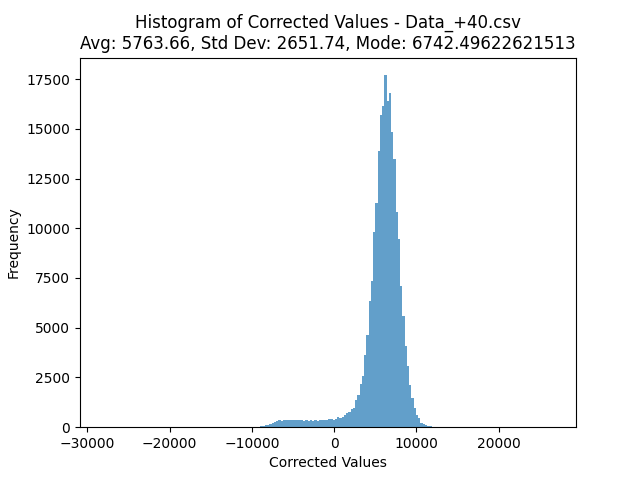 Histogram of Corrected Values - Data_+40.csv
Avg: 5763.66, Std Dev: 2651.74, Mode: 6742.49622621513
17500
15000
12500
10000
7500
5000
2500
0
Frequency
−30000 −20000 −10000 0 10000 20000
Corrected Values